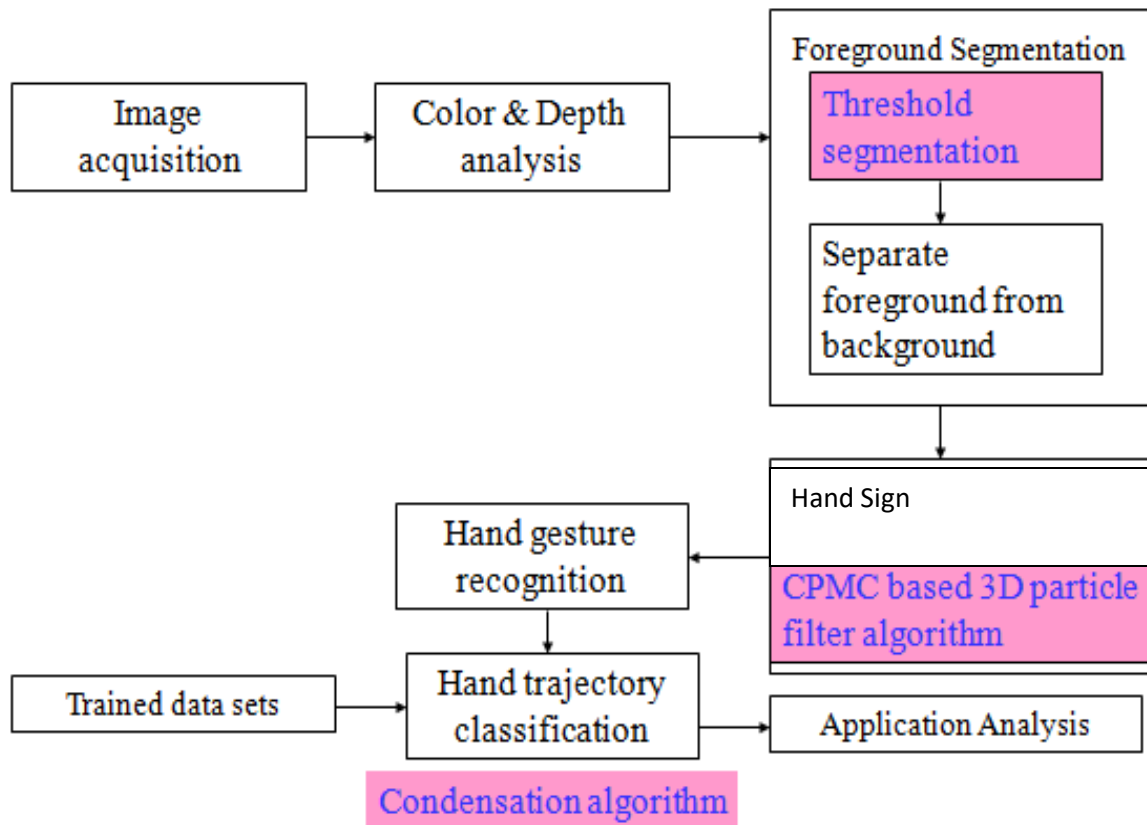 Image
acquisition
Color & Depth
analysis
Foreground Segmentation
Threshold
segmentation
Separate
foreground from
background
Hand Sign
CPMC based 3D particle
filter algorithm
Hand gesture
recognition
Trained data sets
Hand trajectory
classification
Application Analysis
Condensation algorithm